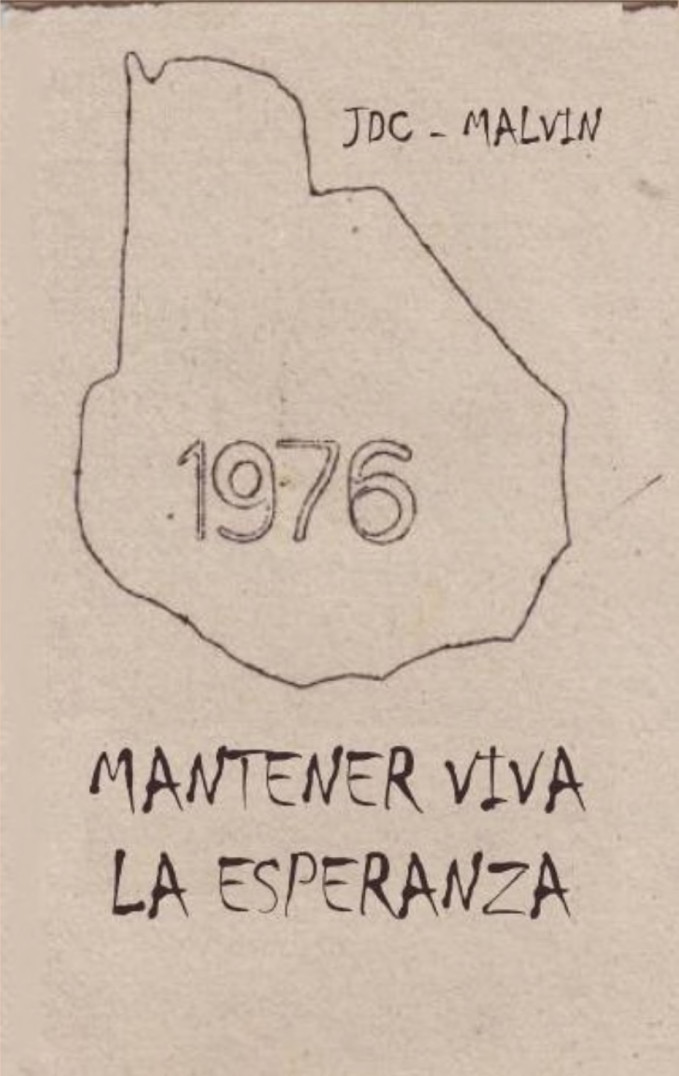 JDC - MALVIN
1976
MANTENER VIVA
LA ESPERANZA